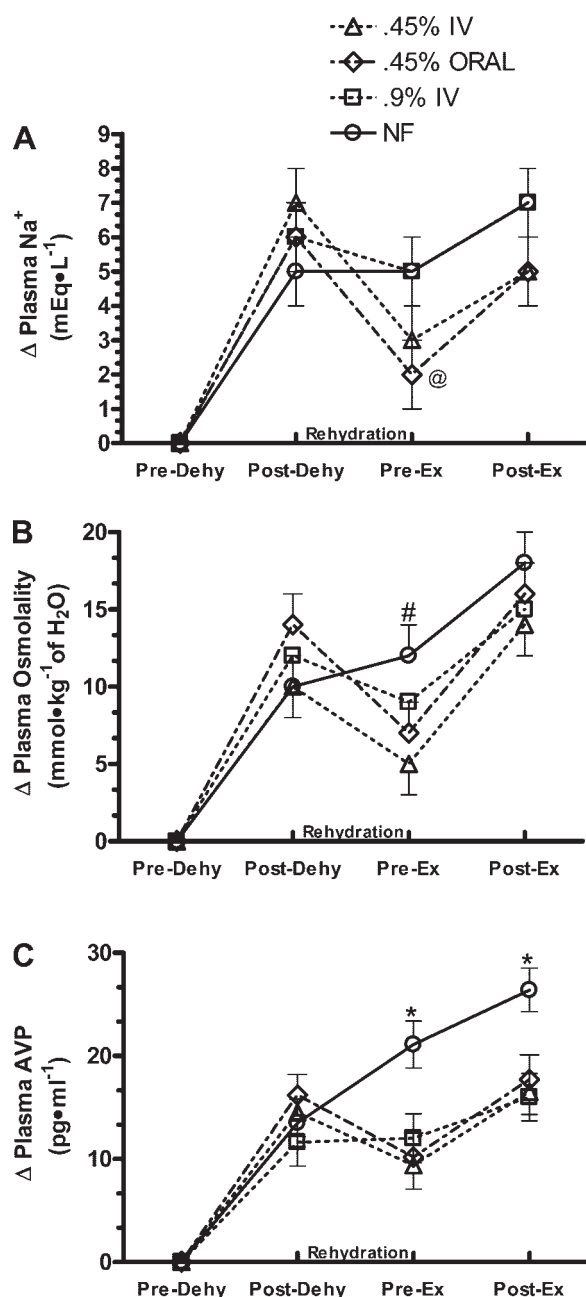 .45% IV
.45% ORAL
.9% IV
NF
A
Δ Plasma Na⁺
(mEq•L⁻¹)
9
8
7
6
5
4
3
2
1
0
@
Rehydration
Pre-Dehy Post-Dehy Pre-Ex Post-Ex
B
Δ Plasma Osmolality
(mmol•kg⁻¹ of H₂O)
20
15
10
5
0
#
Rehydration
Pre-Dehy Post-Dehy Pre-Ex Post-Ex
C
Δ Plasma AVP
(pg•ml⁻¹)
30
20
10
0
*
*
Rehydration
Pre-Dehy Post-Dehy Pre-Ex Post-Ex